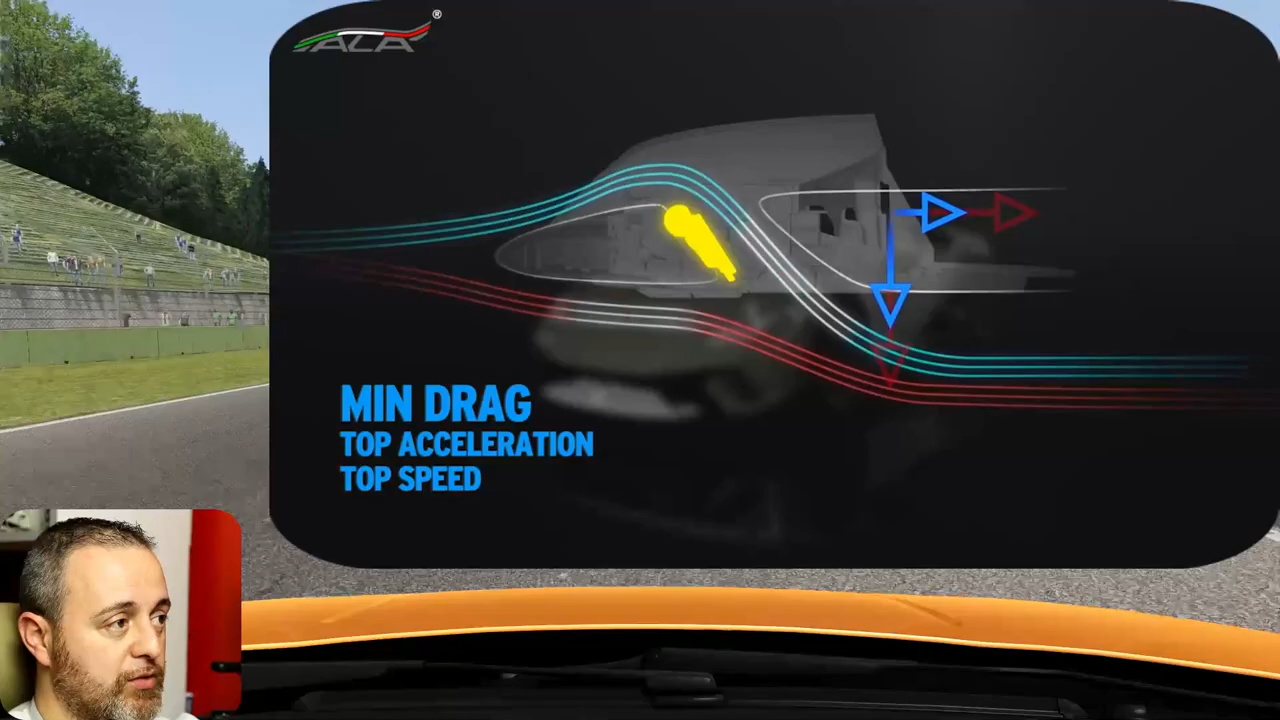 ALA
®
MIN DRAG
TOP ACCELERATION
TOP SPEED